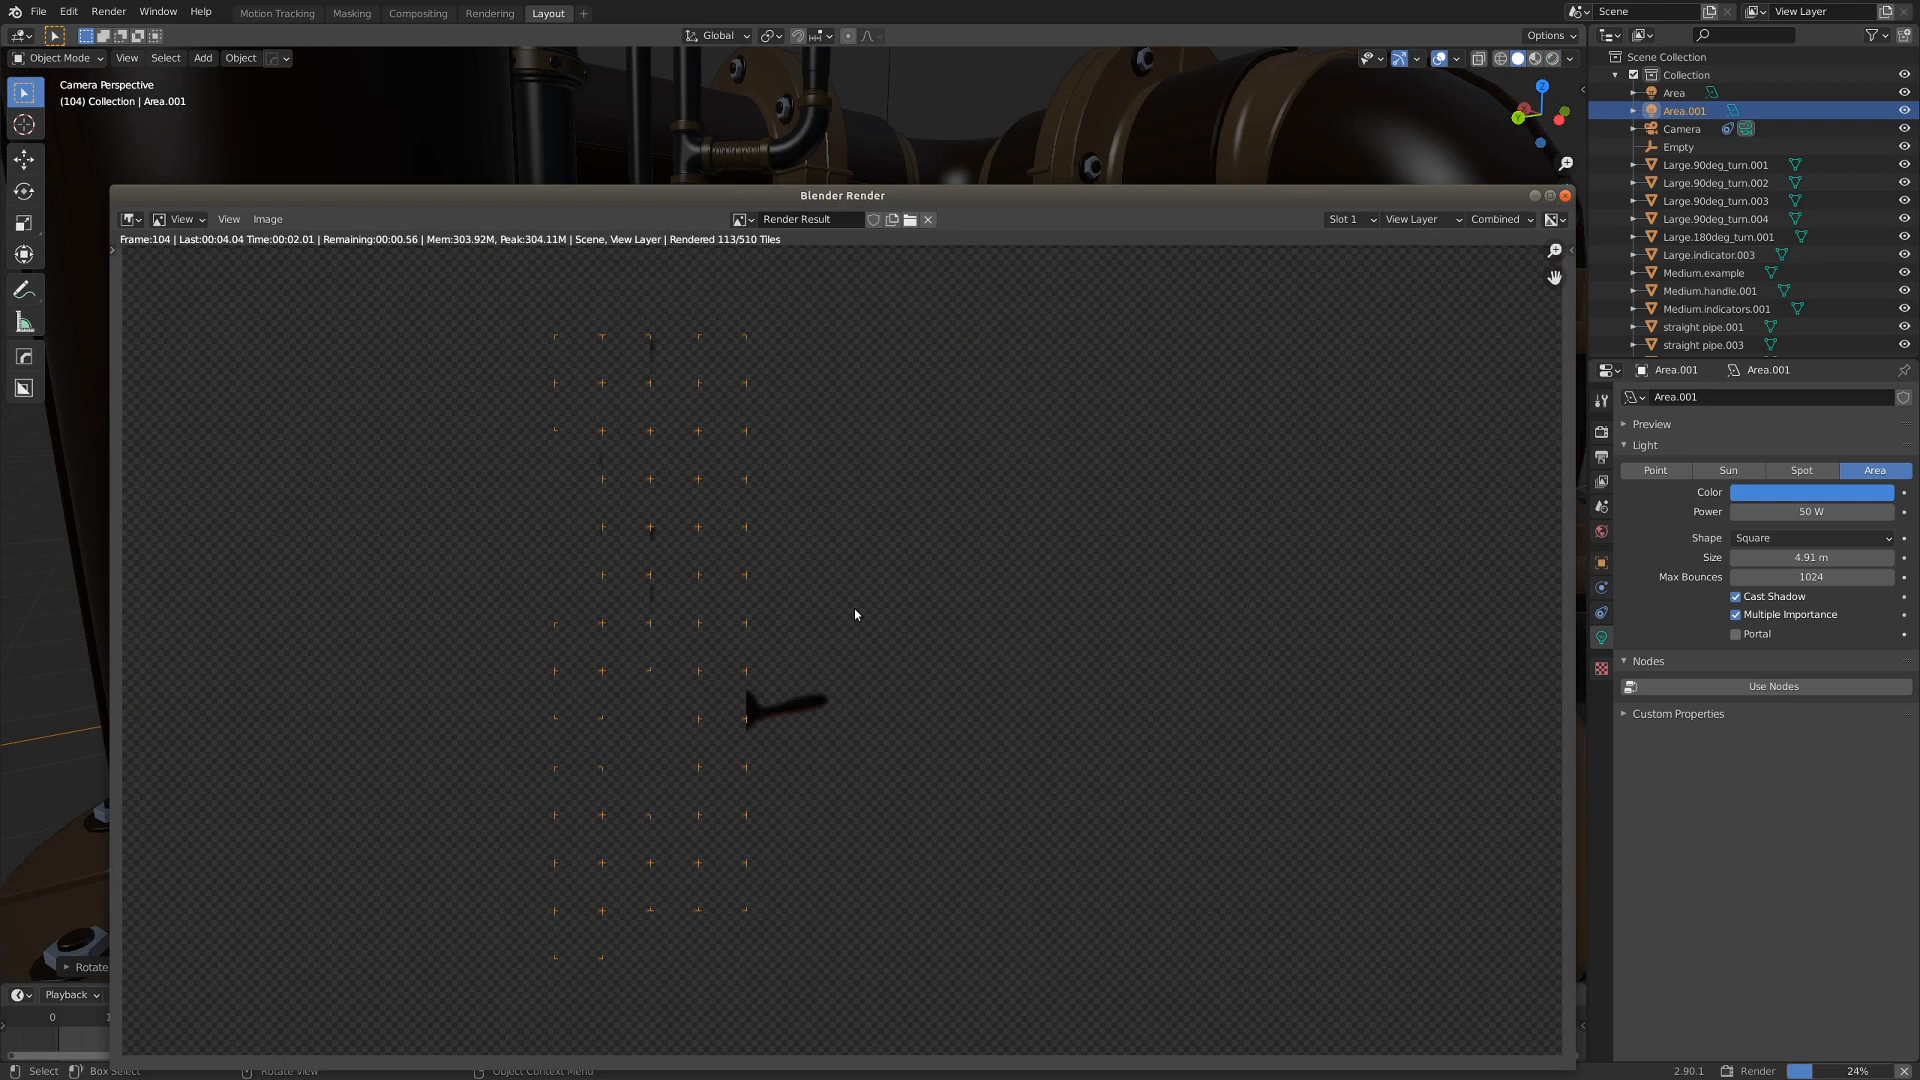 File Edit Render Window Help
Motion Tracking Masking Compositing Rendering Layout +
Scene
View Layer
Global
Options
Object Mode View Select Add Object
Camera Perspective
(104) Collection | Area.001
Z
Y
Blender Render
View View Image
Render Result
Slot 1 View Layer Combined
Frame:104 | Last:00:04.04 Time:00:02.01 | Remaining:00:00.56 | Mem:303.92M, Peak:304.11M | Scene, View Layer | Rendered 113/510 Tiles
Scene Collection
Collection
Area
Area.001
Camera
Empty
Large.90deg_turn.001
Large.90deg_turn.002
Large.90deg_turn.003
Large.90deg_turn.004
Large.180deg_turn.001
Large.indicator.003
Medium.example
Medium.handle.001
Medium.indicators.001
straight pipe.001
straight pipe.003
Area.001 Area.001
Area.001
Preview
Light
Point Sun Spot Area
Color
Power 50 W
Shape Square
Size 4.91 m
Max Bounces 1024
Cast Shadow
Multiple Importance
Portal
Nodes
Use Nodes
Custom Properties
Rotate
Playback
0
Select Box Select Rotate View Object Context Menu
2.90.1 Render 24%